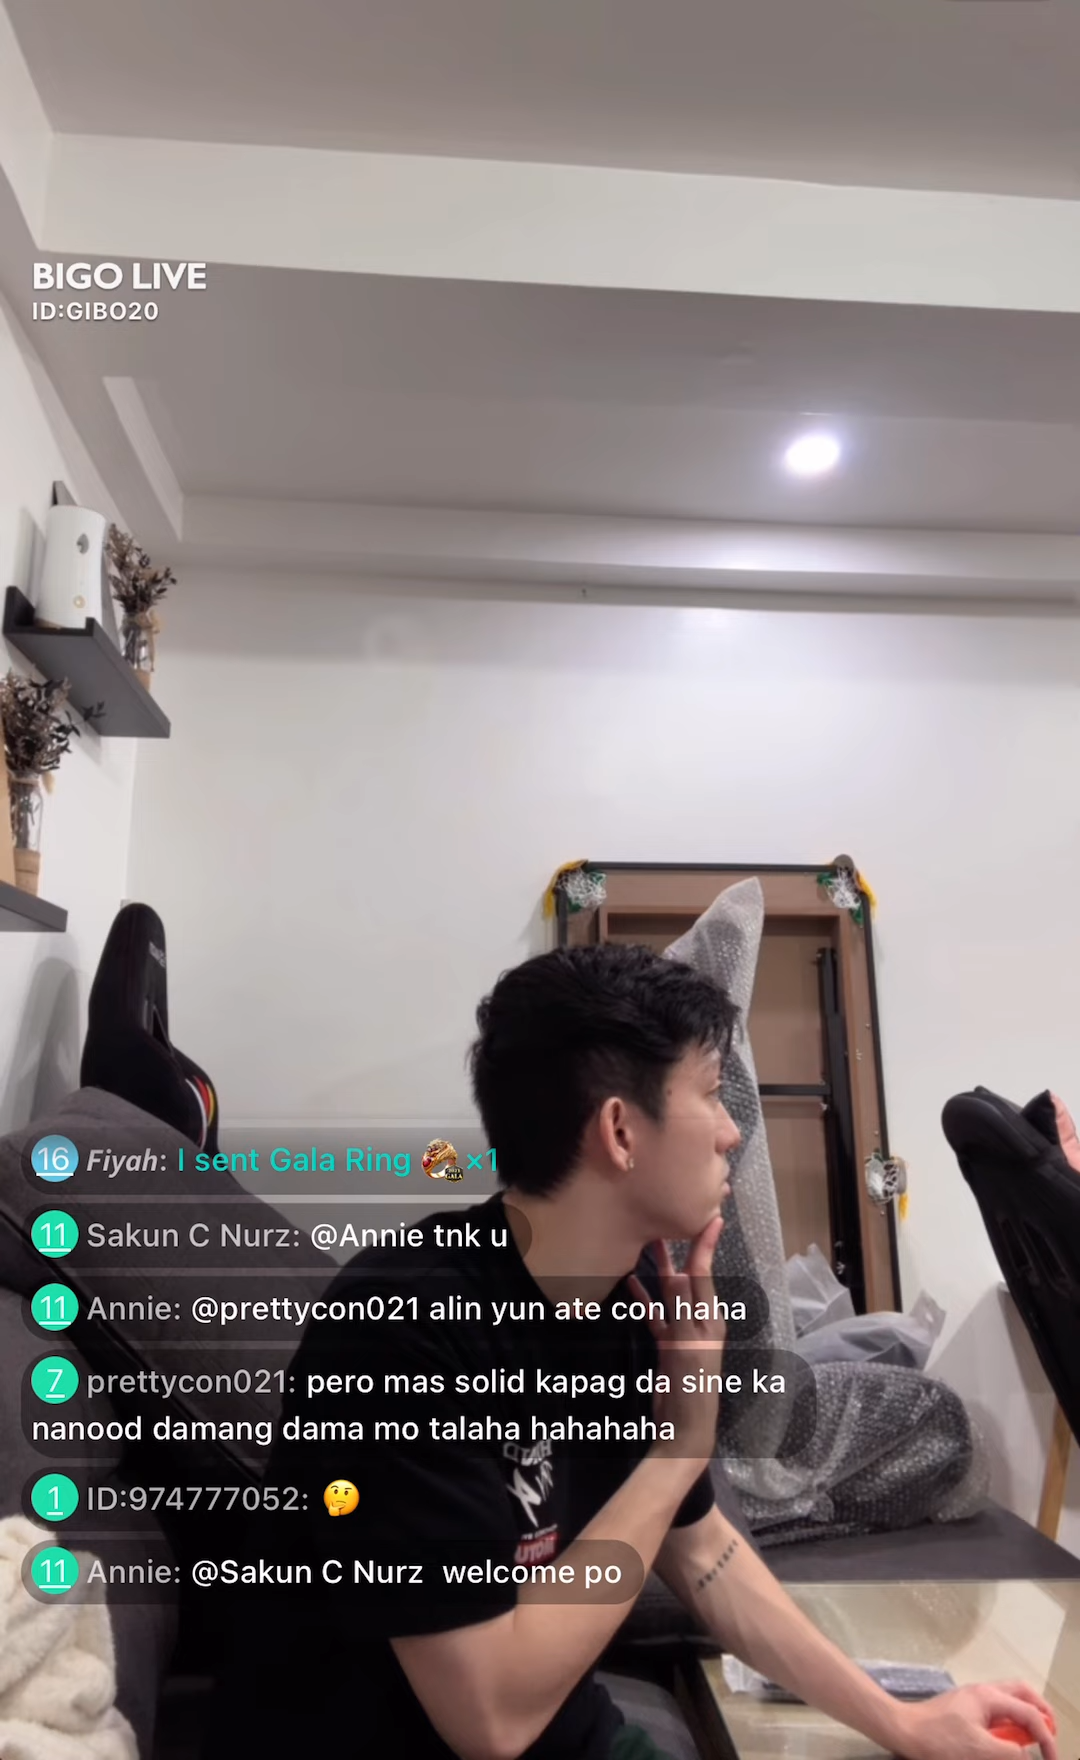 BIGO LIVE
ID:GIBO20
16 Fiyah: I sent Gala Ring ×1
11 Sakun C Nurz: @Annie tnk u
11 Annie: @prettycon021 alin yun ate con haha
7 prettycon021: pero mas solid kapag da sine ka
nanood damang dama mo talaha hahahaha
1 ID:974777052: 🤔
11 Annie: @Sakun C Nurz welcome po